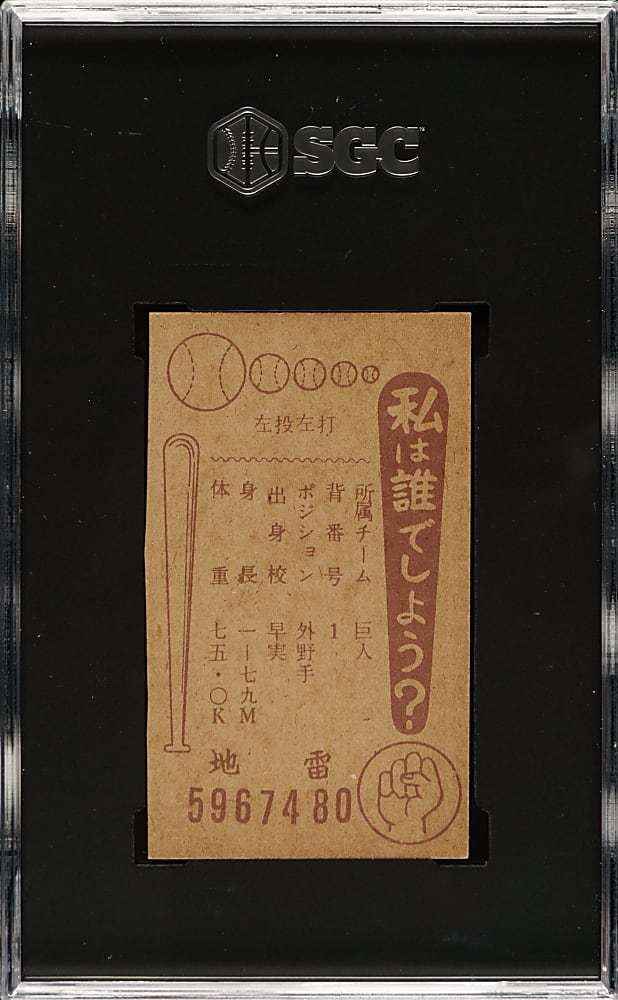 SGC
私は誰でしよう?
左投左打
所属チーム 巨人
背番号 1
ポジション 外野手
出身校 早実
身長 一ー七九M
体重 七五・〇K
地雷
5967480